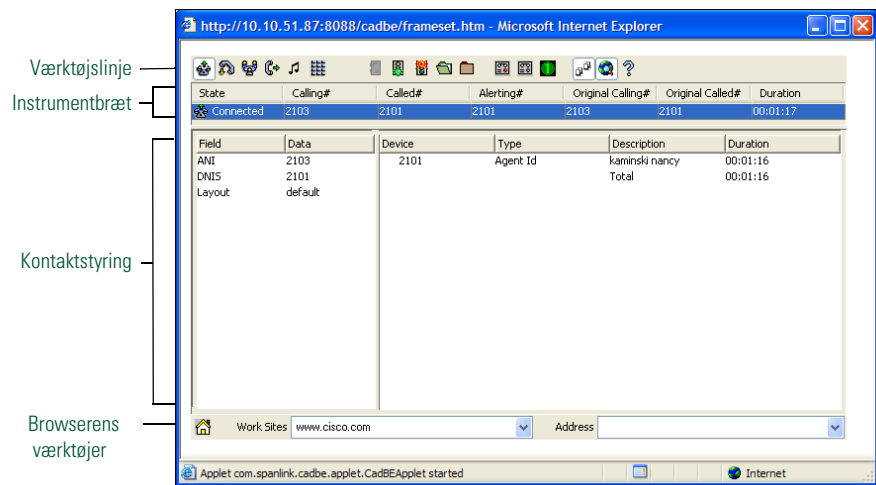 http://10.10.51.87:8088/cadbe/frameset.htm - Microsoft Internet Explorer
Værktøjslinje
Instrumentbræt
State Calling# Called# Alerting# Original Calling# Original Called# Duration
Connected 2103 2101 2101 2103 2101 00:01:17
Field Data Device Type Description Duration
ANI 2103 2101 Agent Id kaminski nancy 00:01:16
DNIS 2101 Total 00:01:16
Layout default
Kontaktstyring
Browserens
værktøjer
Work Sites www.cisco.com Address
Applet com.spanlink.cadbe.applet.CadBEApplet started Internet